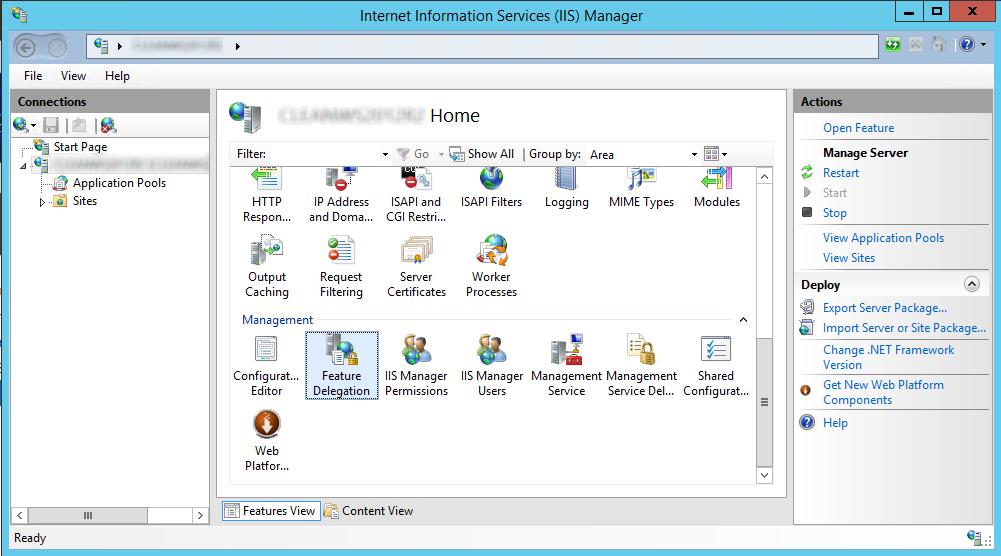 Internet Information Services (IIS) Manager
File View Help
Connections
Start Page
Application Pools
Sites
Home
Filter: Go Show All Group by: Area
HTTP Respon...
IP Address and Doma...
ISAPI and CGI Restri...
ISAPI Filters
Logging
MIME Types
Modules
Output Caching
Request Filtering
Server Certificates
Worker Processes
Management
Configurat... Editor
Feature Delegation
IIS Manager Permissions
IIS Manager Users
Management Service
Management Service Del...
Shared Configurat...
Web Platfor...
Features View Content View
Actions
Open Feature
Manage Server
Restart
Start
Stop
View Application Pools
View Sites
Deploy
Export Server Package...
Import Server or Site Package...
Change .NET Framework
Version
Get New Web Platform
Components
Help
Ready